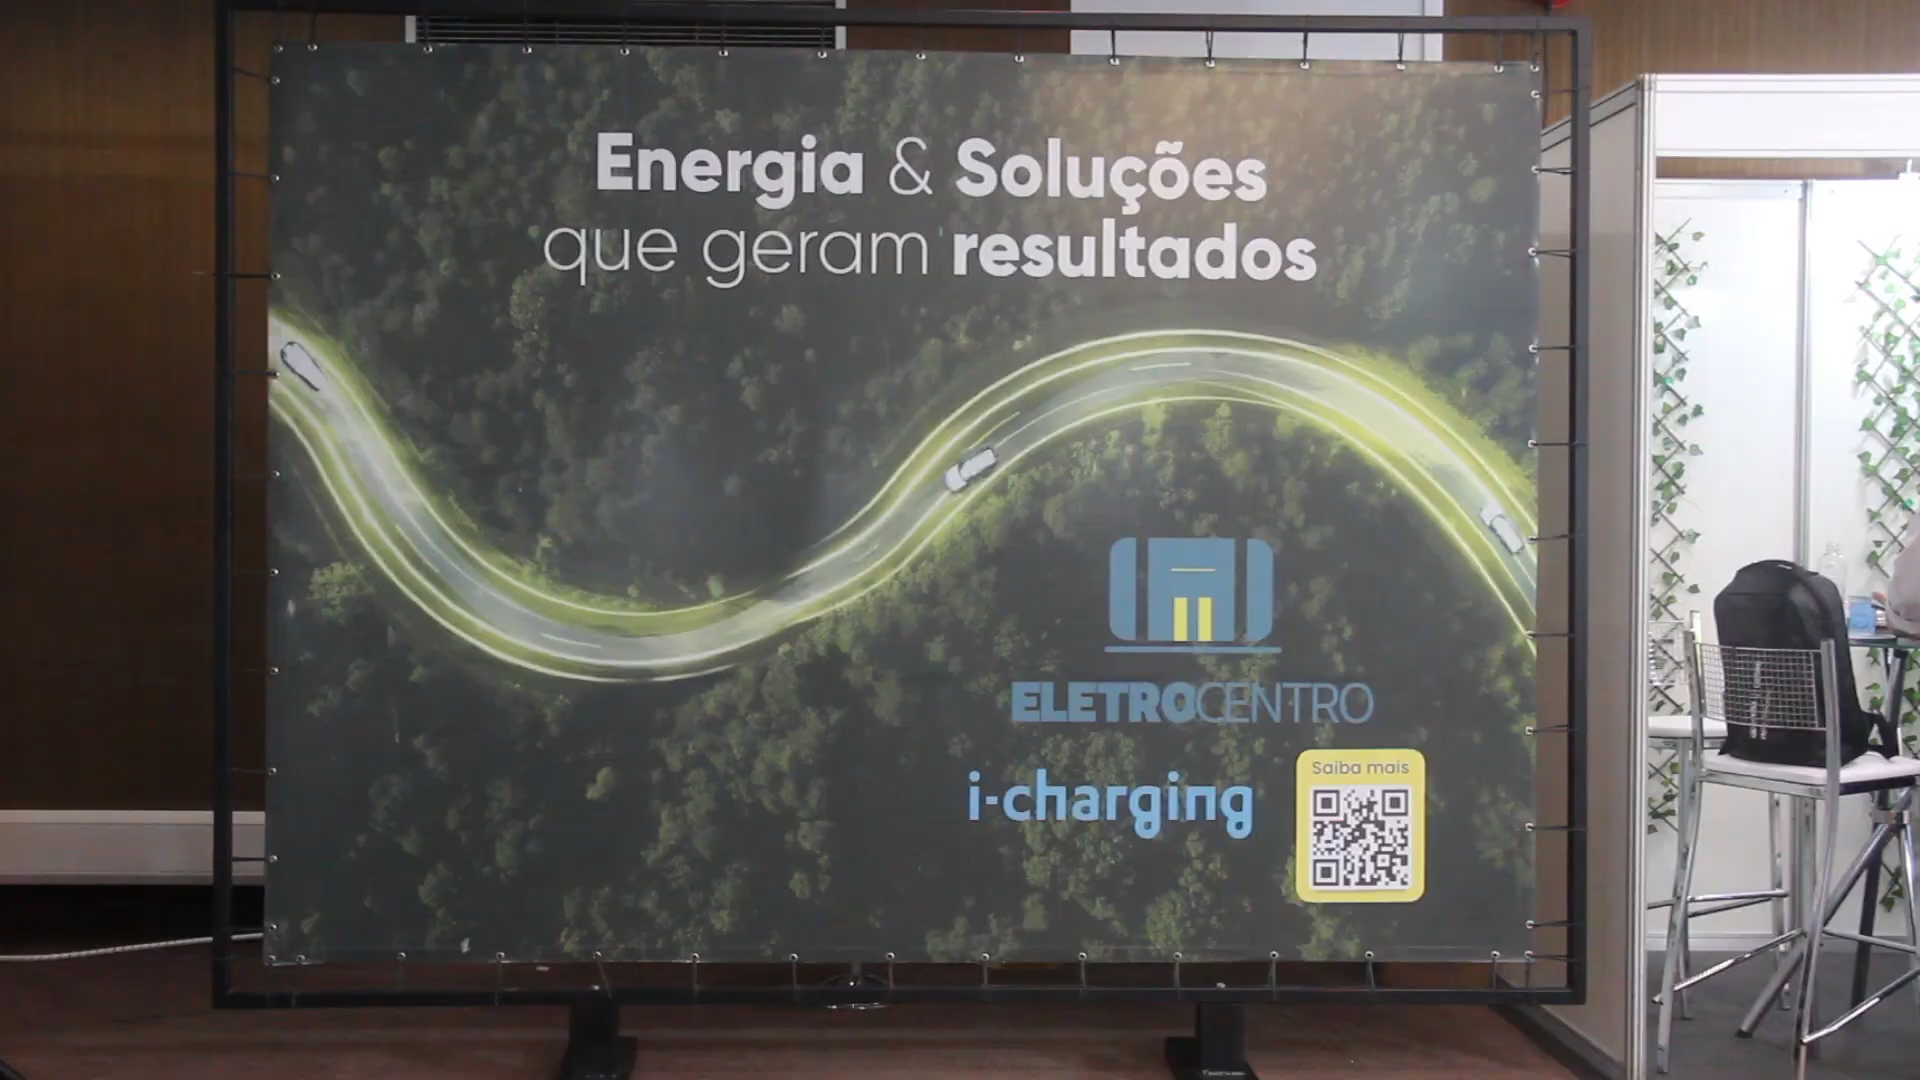 Energia & Soluções
que geram resultados
ELETROCENTRO
i-charging
Saiba mais